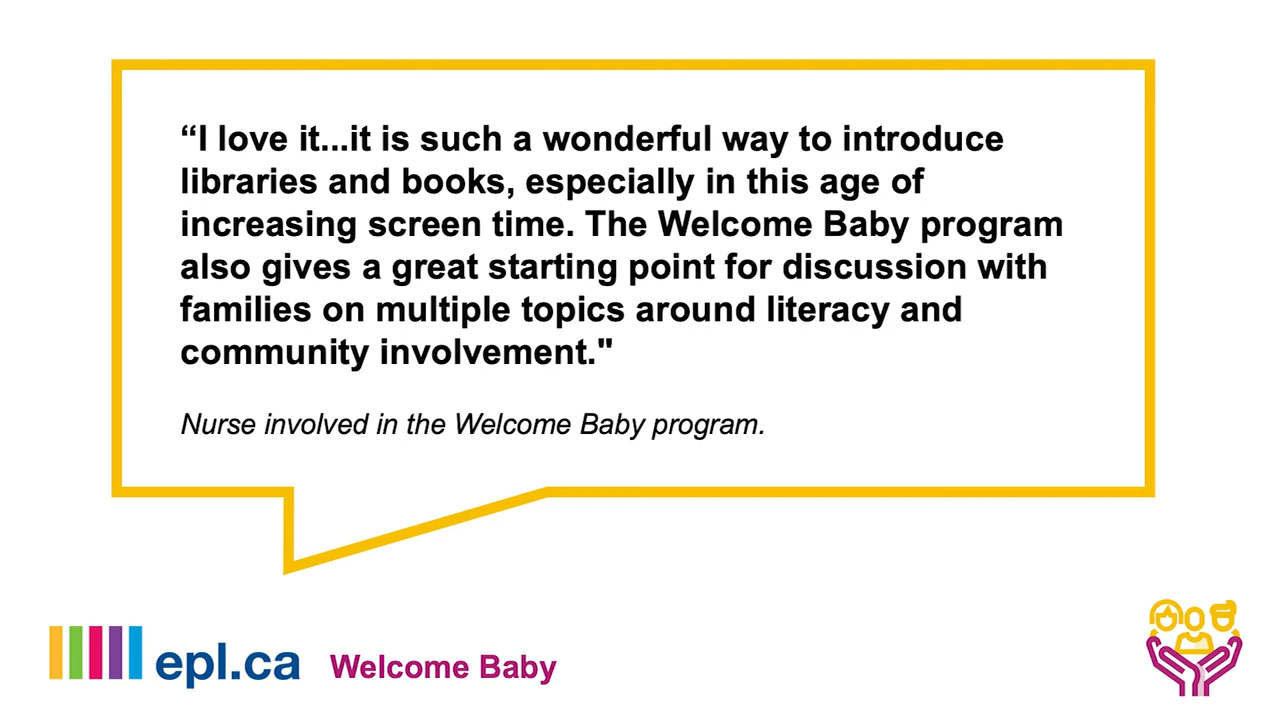 “I love it...it is such a wonderful way to introduce
libraries and books, especially in this age of
increasing screen time. The Welcome Baby program
also gives a great starting point for discussion with
families on multiple topics around literacy and
community involvement."
Nurse involved in the Welcome Baby program.
epl.ca Welcome Baby